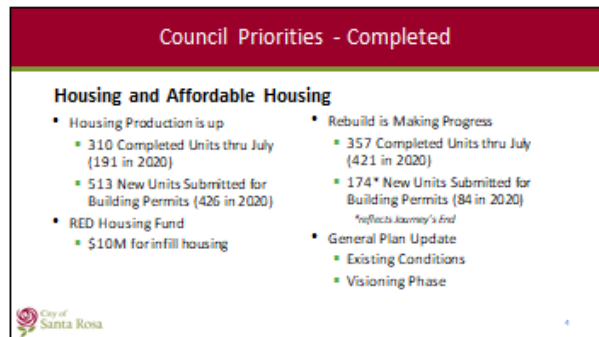 Council Priorities - Completed
Housing and Affordable Housing
• Housing Production is up
▪ 310 Completed Units thru July
(191 in 2020)
▪ 513 New Units Submitted for
Building Permits (426 in 2020)
• RED Housing Fund
▪ $10M for infill housing
• Rebuild is Making Progress
▪ 357 Completed Units thru July
(421 in 2020)
▪ 174* New Units Submitted for
Building Permits (84 in 2020)
*reflects Journey's End
• General Plan Update
▪ Existing Conditions
▪ Visioning Phase
City of
Santa Rosa
4